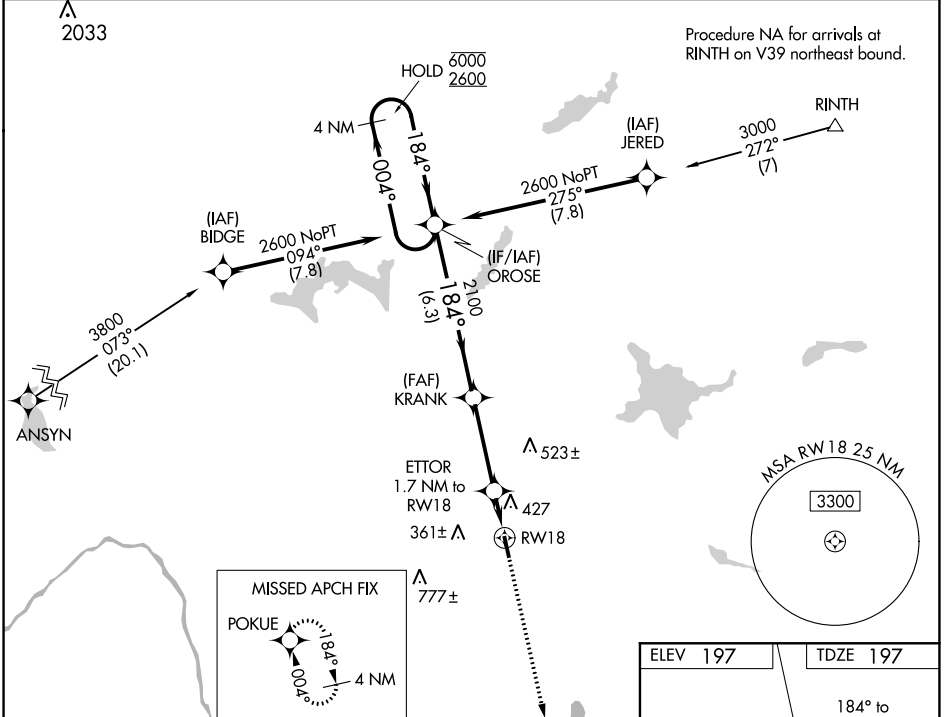 2033
Procedure NA for arrivals at
RINTH on V39 northeast bound.
HOLD
6000
2600
4 NM
184°
004°
RINTH
3000
272°
(7)
(IAF)
JERED
2600 NoPT
275°
(7.8)
(IAF)
BIDGE
2600 NoPT
094°
(7.8)
(IF/IAF)
OROSE
2100
184°
(6.3)
3800
073°
(20.1)
ANSYN
(FAF)
KRANK
523±
ETTOR
1.7 NM to
RW18
427
361±
RW18
777±
MSA RW18 25 NM
3300
MISSED APCH FIX
POKUE
184°
004°
4 NM
ELEV 197
TDZE 197
184° to